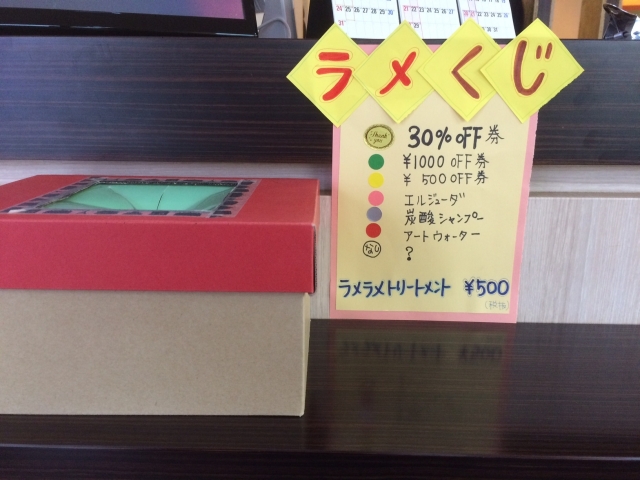 ラメくじ
Thank you 30%OFF券
¥1000 OFF券
¥500 OFF券
エルジューダ
炭酸シャンプー
アートウォーター
なし ?
ラメラメトリートメント ¥500